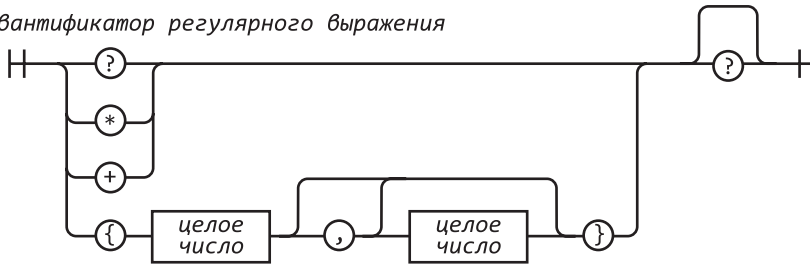 вантификатор регулярного выражения
?
?
*
+
{
целое
число
,
целое
число
}